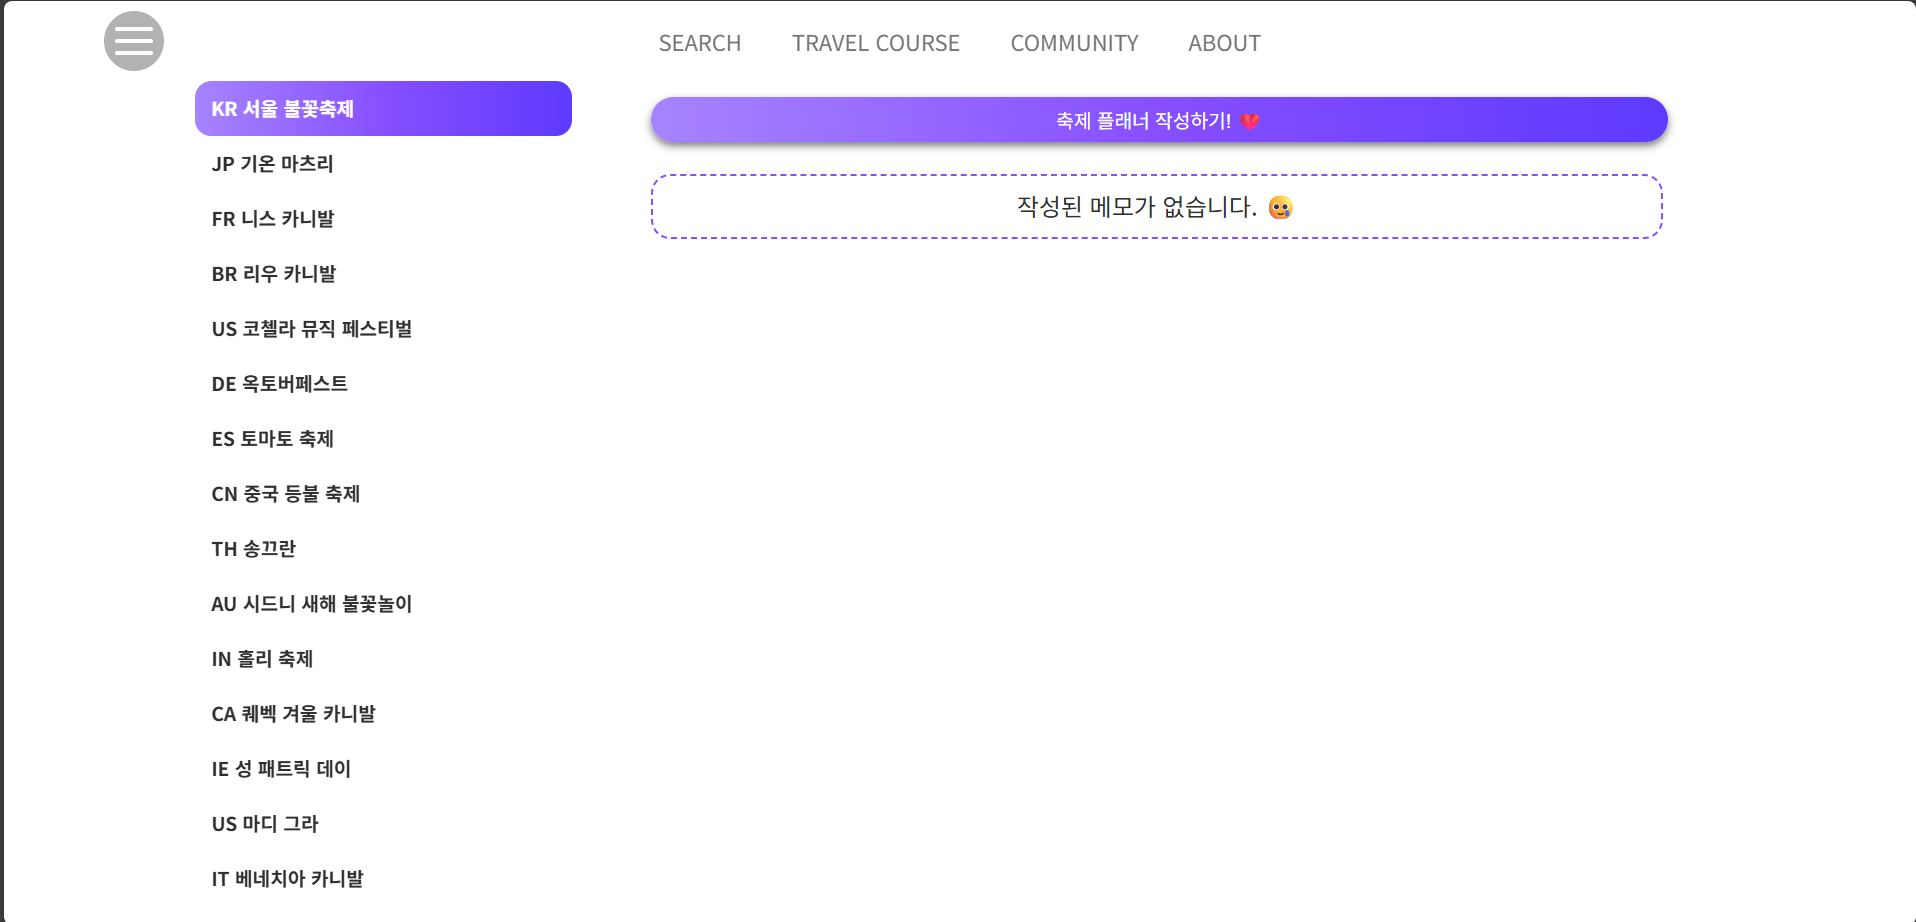 SEARCH TRAVEL COURSE COMMUNITY ABOUT
KR 서울 불꽃축제
JP 기온 마츠리
FR 니스 카니발
BR 리우 카니발
US 코첼라 뮤직 페스티벌
DE 옥토버페스트
ES 토마토 축제
CN 중국 등불 축제
TH 송끄란
AU 시드니 새해 불꽃놀이
IN 홀리 축제
CA 퀘벡 겨울 카니발
IE 성 패트릭 데이
US 마디 그라
IT 베네치아 카니발
축제 플래너 작성하기! ❤️
작성된 메모가 없습니다. 🥲